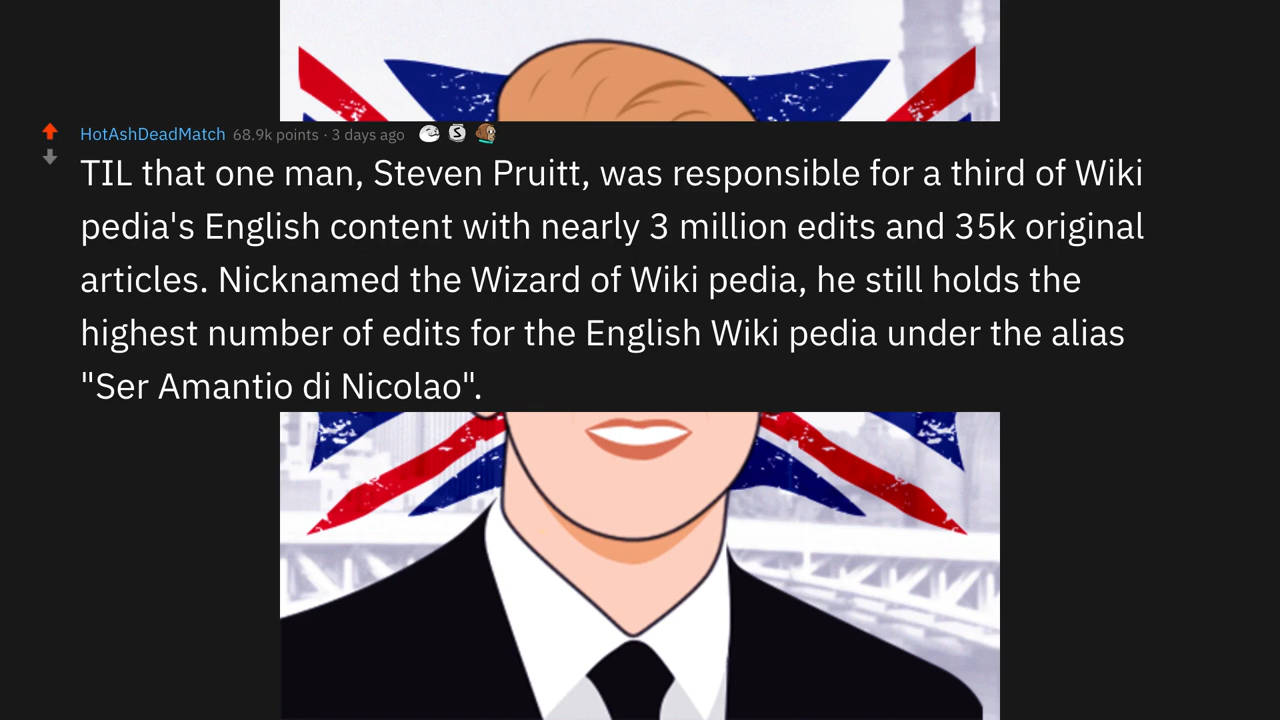 HotAshDeadMatch 68.9k points · 3 days ago
TIL that one man, Steven Pruitt, was responsible for a third of Wiki
pedia's English content with nearly 3 million edits and 35k original
articles. Nicknamed the Wizard of Wiki pedia, he still holds the
highest number of edits for the English Wiki pedia under the alias
"Ser Amantio di Nicolao".